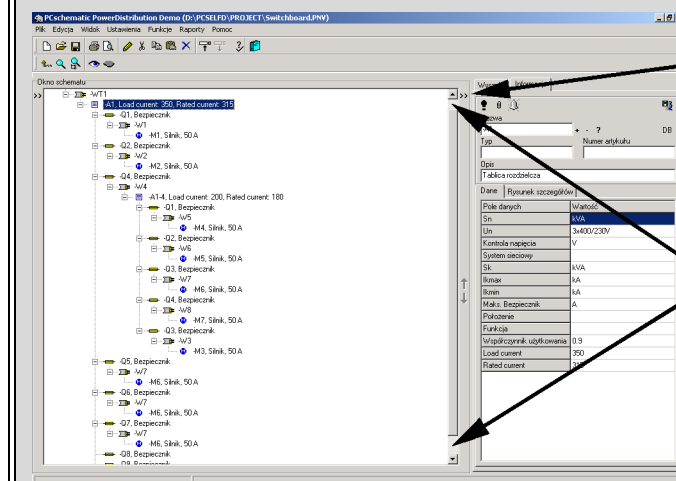 PCschematic PowerDistribution Demo (D:\PCSELFD\PROJECT\Switchboard.PNV)
Plik Edycja Widok Ustawienia Funkcje Raporty Pomoc
Okno schematu
-WT1
-A1, Load current: 350, Rated current: 315
-Q1, Bezpiecznik
-W1
-M1, Silnik, 50 A
-Q2, Bezpiecznik
-W2
-M2, Silnik, 50 A
-Q4, Bezpiecznik
-W4
-A1-4, Load current: 200, Rated current: 180
-Q1, Bezpiecznik
-W5
-M4, Silnik, 50 A
-Q2, Bezpiecznik
-W6
-M5, Silnik, 50 A
-Q3, Bezpiecznik
-W7
-M6, Silnik, 50 A
-Q4, Bezpiecznik
-W8
-M7, Silnik, 50 A
-Q3, Bezpiecznik
-W3
-M3, Silnik, 50 A
-Q5, Bezpiecznik
-W7
-M6, Silnik, 50 A
-Q6, Bezpiecznik
-W7
-M6, Silnik, 50 A
-Q7, Bezpiecznik
-W7
-M6, Silnik, 50 A
-Q8, Bezpiecznik
-Q9, Bezpiecznik
Informacji
+ - ? DB
Typ Numer artykułu
Opis
Tablica rozdzielcza
Dane Rysunek szczegółów
Pole danych Wartość
Sn kVA
Un 3x400/230V
Kontrola napięcia V
System sieciowy
Sk kVA
Ikmax kA
Ikmin kA
Maks. Bezpiecznik A
Położenie
Funkcja
Współczynnik użytkowania 0.9
Load current 350
Rated current 315